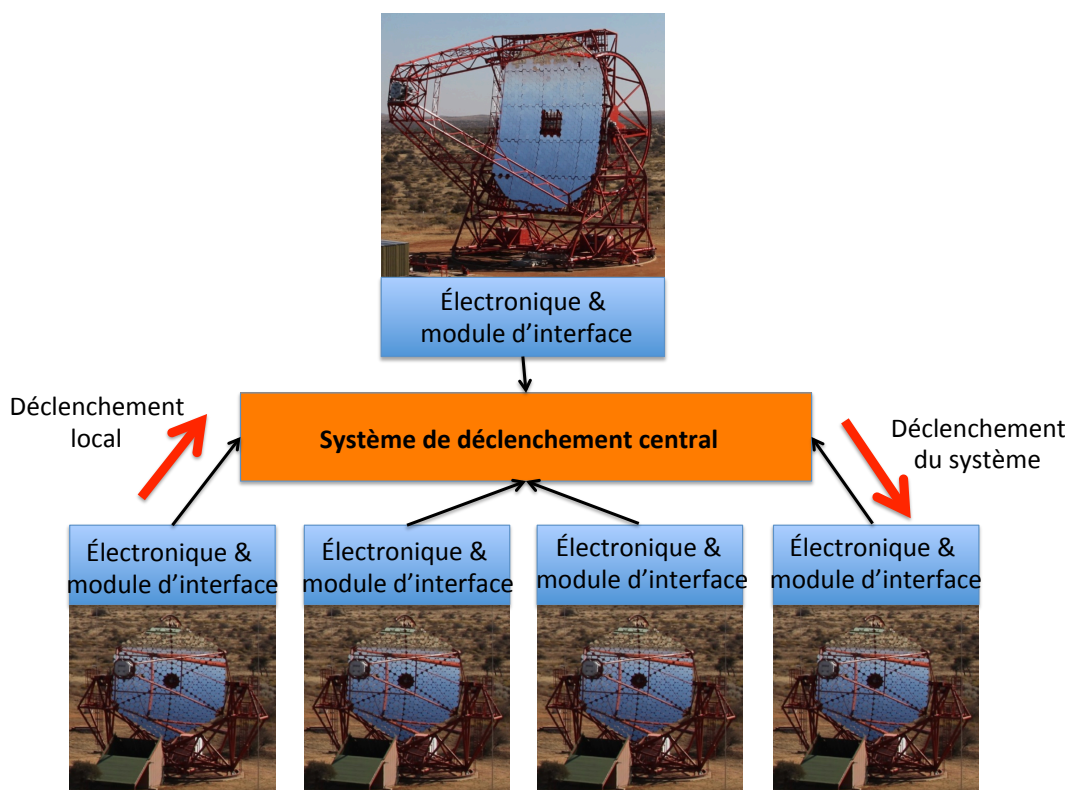 Électronique &
module d’interface
Déclenchement
local
Système de déclenchement central
Déclenchement
du système
Électronique &
module d’interface
Électronique &
module d’interface
Électronique &
module d’interface
Électronique &
module d’interface